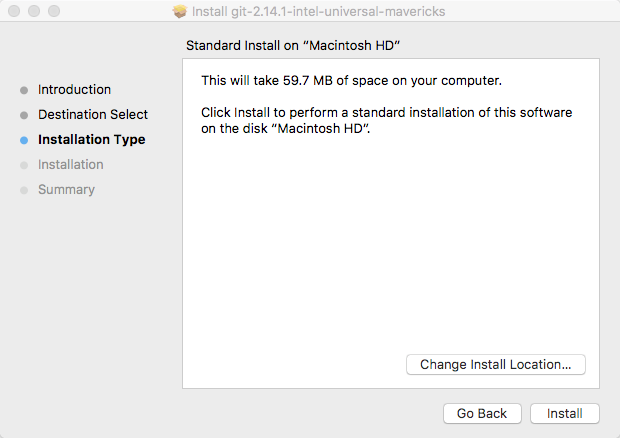 Install git-2.14.1-intel-universal-mavericks
Standard Install on “Macintosh HD”
Introduction
Destination Select
Installation Type
Installation
Summary
This will take 59.7 MB of space on your computer.
Click Install to perform a standard installation of this software
on the disk “Macintosh HD”.
Change Install Location...
Go Back
Install